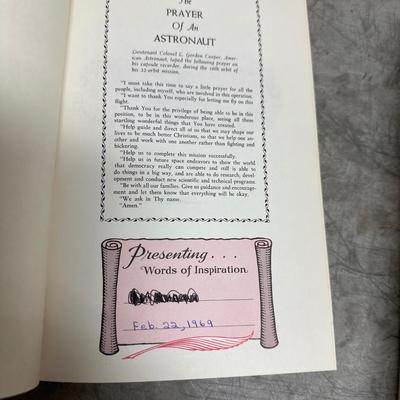 The
PRAYER
Of An
ASTRONAUT
Lieutenant Colonel L. Gordon Cooper, Amer-
ican Astronaut, taped the following prayer on
his capsule recorder, during the 16th orbit of
his 22-orbit mission.
"I must take this time to say a little prayer for all the
people, including myself, who are involved in this operation.
"I want to thank You especially for letting me fly on this
flight.
"Thank You for the privilege of being able to be in this
position, to be in this wonderous place, seeing all these
startling wonderful things that You have created.
"Help guide and direct all of us that we may shape our
lives to be much better Christians, so that we help one an-
other and work with one another rather than fighting and
bickering.
"Help us to complete this mission successfully.
"Help us in future space endeavors to show the world
that democracy really can compete and still is able to
do things in a big way, and are able to do research, devel-
opment and conduct new scientific and technical programs.
"Be with all our families. Give us guidance and encourage-
ment and let them know that everything will be okay.
"We ask in Thy name.
"Amen."
Presenting...
Words of Inspiration
Feb. 22, 1969